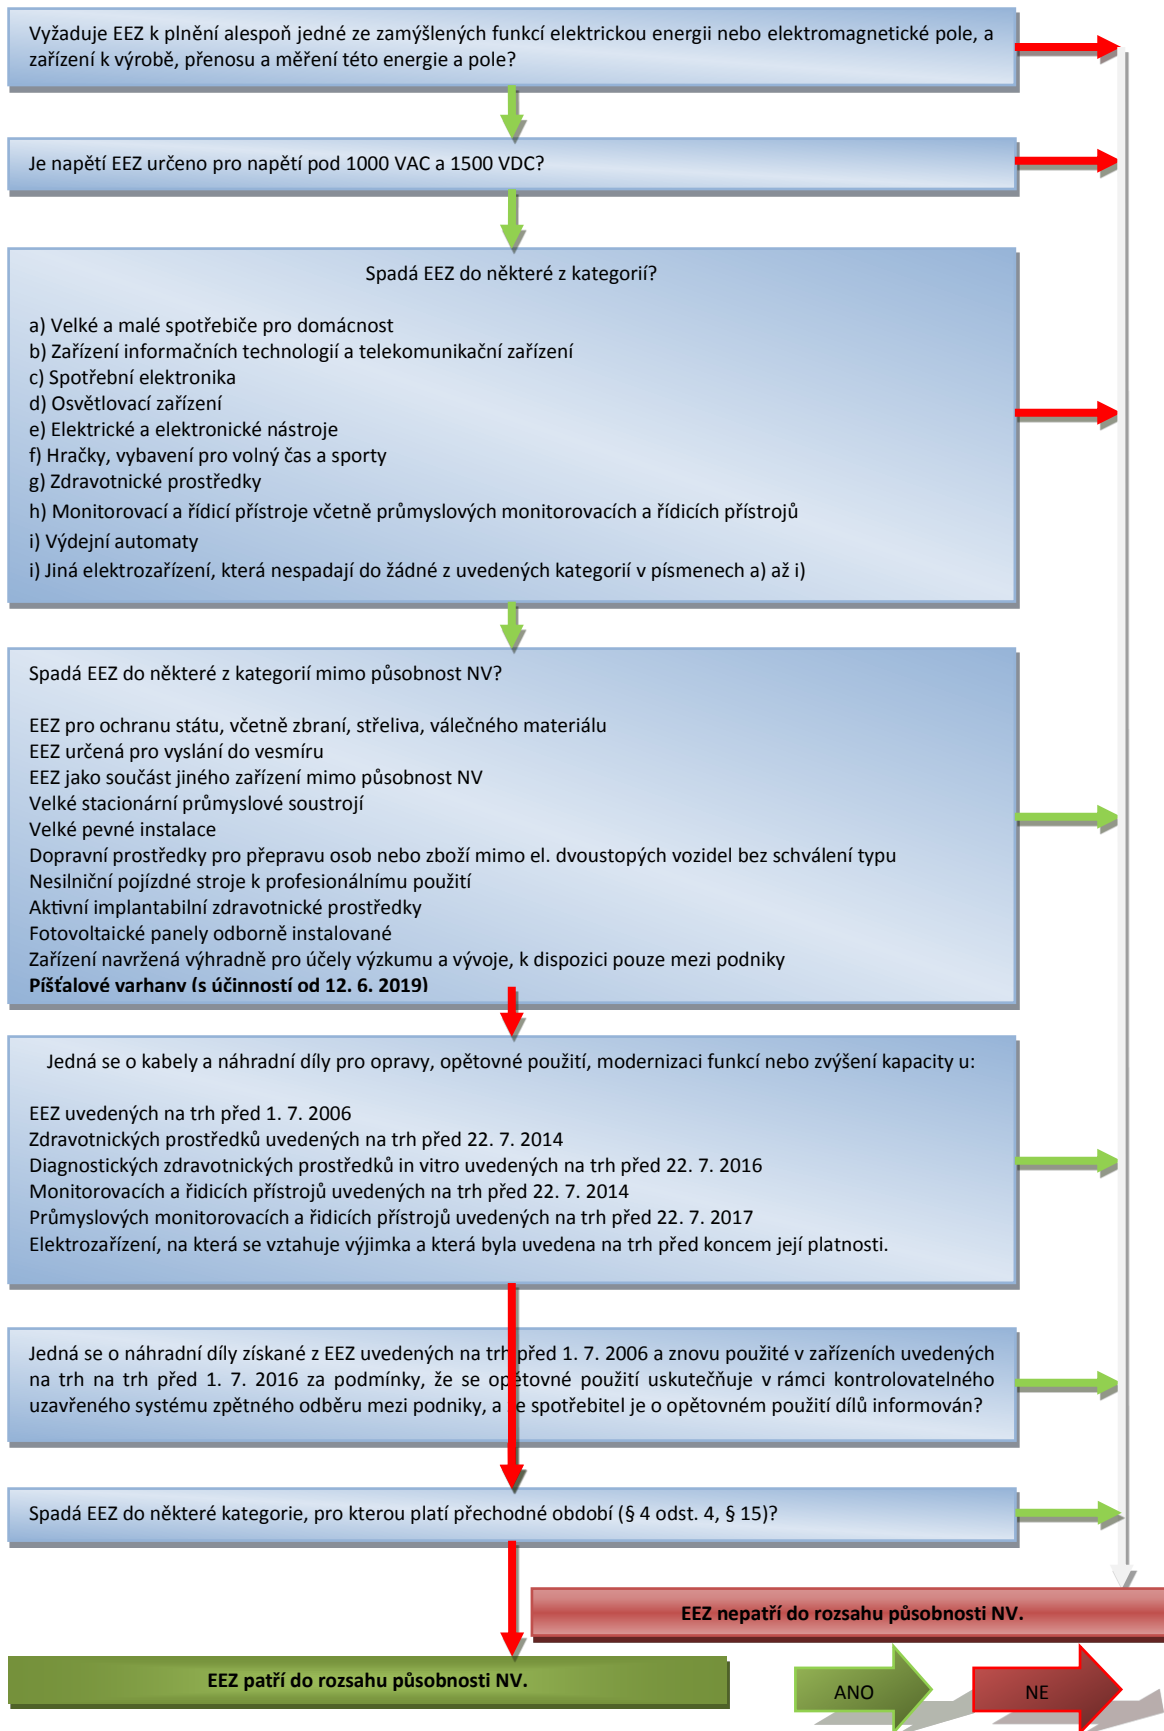 Vyžaduje EEZ k plnění alespoň jedné ze zamýšlených funkcí elektrickou energii nebo elektromagnetické pole, a
zařízení k výrobě, přenosu a měření této energie a pole?
Je napětí EEZ určeno pro napětí pod 1000 VAC a 1500 VDC?
Spadá EEZ do některé z kategorií?
a) Velké a malé spotřebiče pro domácnost
b) Zařízení informačních technologií a telekomunikační zařízení
c) Spotřební elektronika
d) Osvětlovací zařízení
e) Elektrické a elektronické nástroje
f) Hračky, vybavení pro volný čas a sporty
g) Zdravotnické prostředky
h) Monitorovací a řídicí přístroje včetně průmyslových monitorovacích a řídicích přístrojů
i) Výdejní automaty
i) Jiná elektrozařízení, která nespadají do žádné z uvedených kategorií v písmenech a) až i)
Spadá EEZ do některé z kategorií mimo působnost NV?
EEZ pro ochranu státu, včetně zbraní, střeliva, válečného materiálu
EEZ určená pro vyslání do vesmíru
EEZ jako součást jiného zařízení mimo působnost NV
Velké stacionární průmyslové soustrojí
Velké pevné instalace
Dopravní prostředky pro přepravu osob nebo zboží mimo el. dvoustopých vozidel bez schválení typu
Nesilniční pojízdné stroje k profesionálnímu použití
Aktivní implantabilní zdravotnické prostředky
Fotovoltaické panely odborně instalované
Zařízení navržená výhradně pro účely výzkumu a vývoje, k dispozici pouze mezi podniky
Píšťalové varhany (s účinností od 12. 6. 2019)
Jedná se o kabely a náhradní díly pro opravy, opětovné použití, modernizaci funkcí nebo zvýšení kapacity u:
EEZ uvedených na trh před 1. 7. 2006
Zdravotnických prostředků uvedených na trh před 22. 7. 2014
Diagnostických zdravotnických prostředků in vitro uvedených na trh před 22. 7. 2016
Monitorovacích a řidicích přístrojů uvedených na trh před 22. 7. 2014
Průmyslových monitorovacích a řidicích přístrojů uvedených na trh před 22. 7. 2017
Elektrozařízení, na která se vztahuje výjimka a která byla uvedena na trh před koncem její platnosti.
Jedná se o náhradní díly získané z EEZ uvedených na trh před 1. 7. 2006 a znovu použité v zařízeních uvedených
na trh na trh před 1. 7. 2016 za podmínky, že se opětovné použití uskutečňuje v rámci kontrolovatelného
uzavřeného systému zpětného odběru mezi podniky, a že spotřebitel je o opětovném použití dílů informován?
Spadá EEZ do některé kategorie, pro kterou platí přechodné období (§ 4 odst. 4, § 15)?
EEZ nepatří do rozsahu působnosti NV.
EEZ patří do rozsahu působnosti NV.
ANO
NE